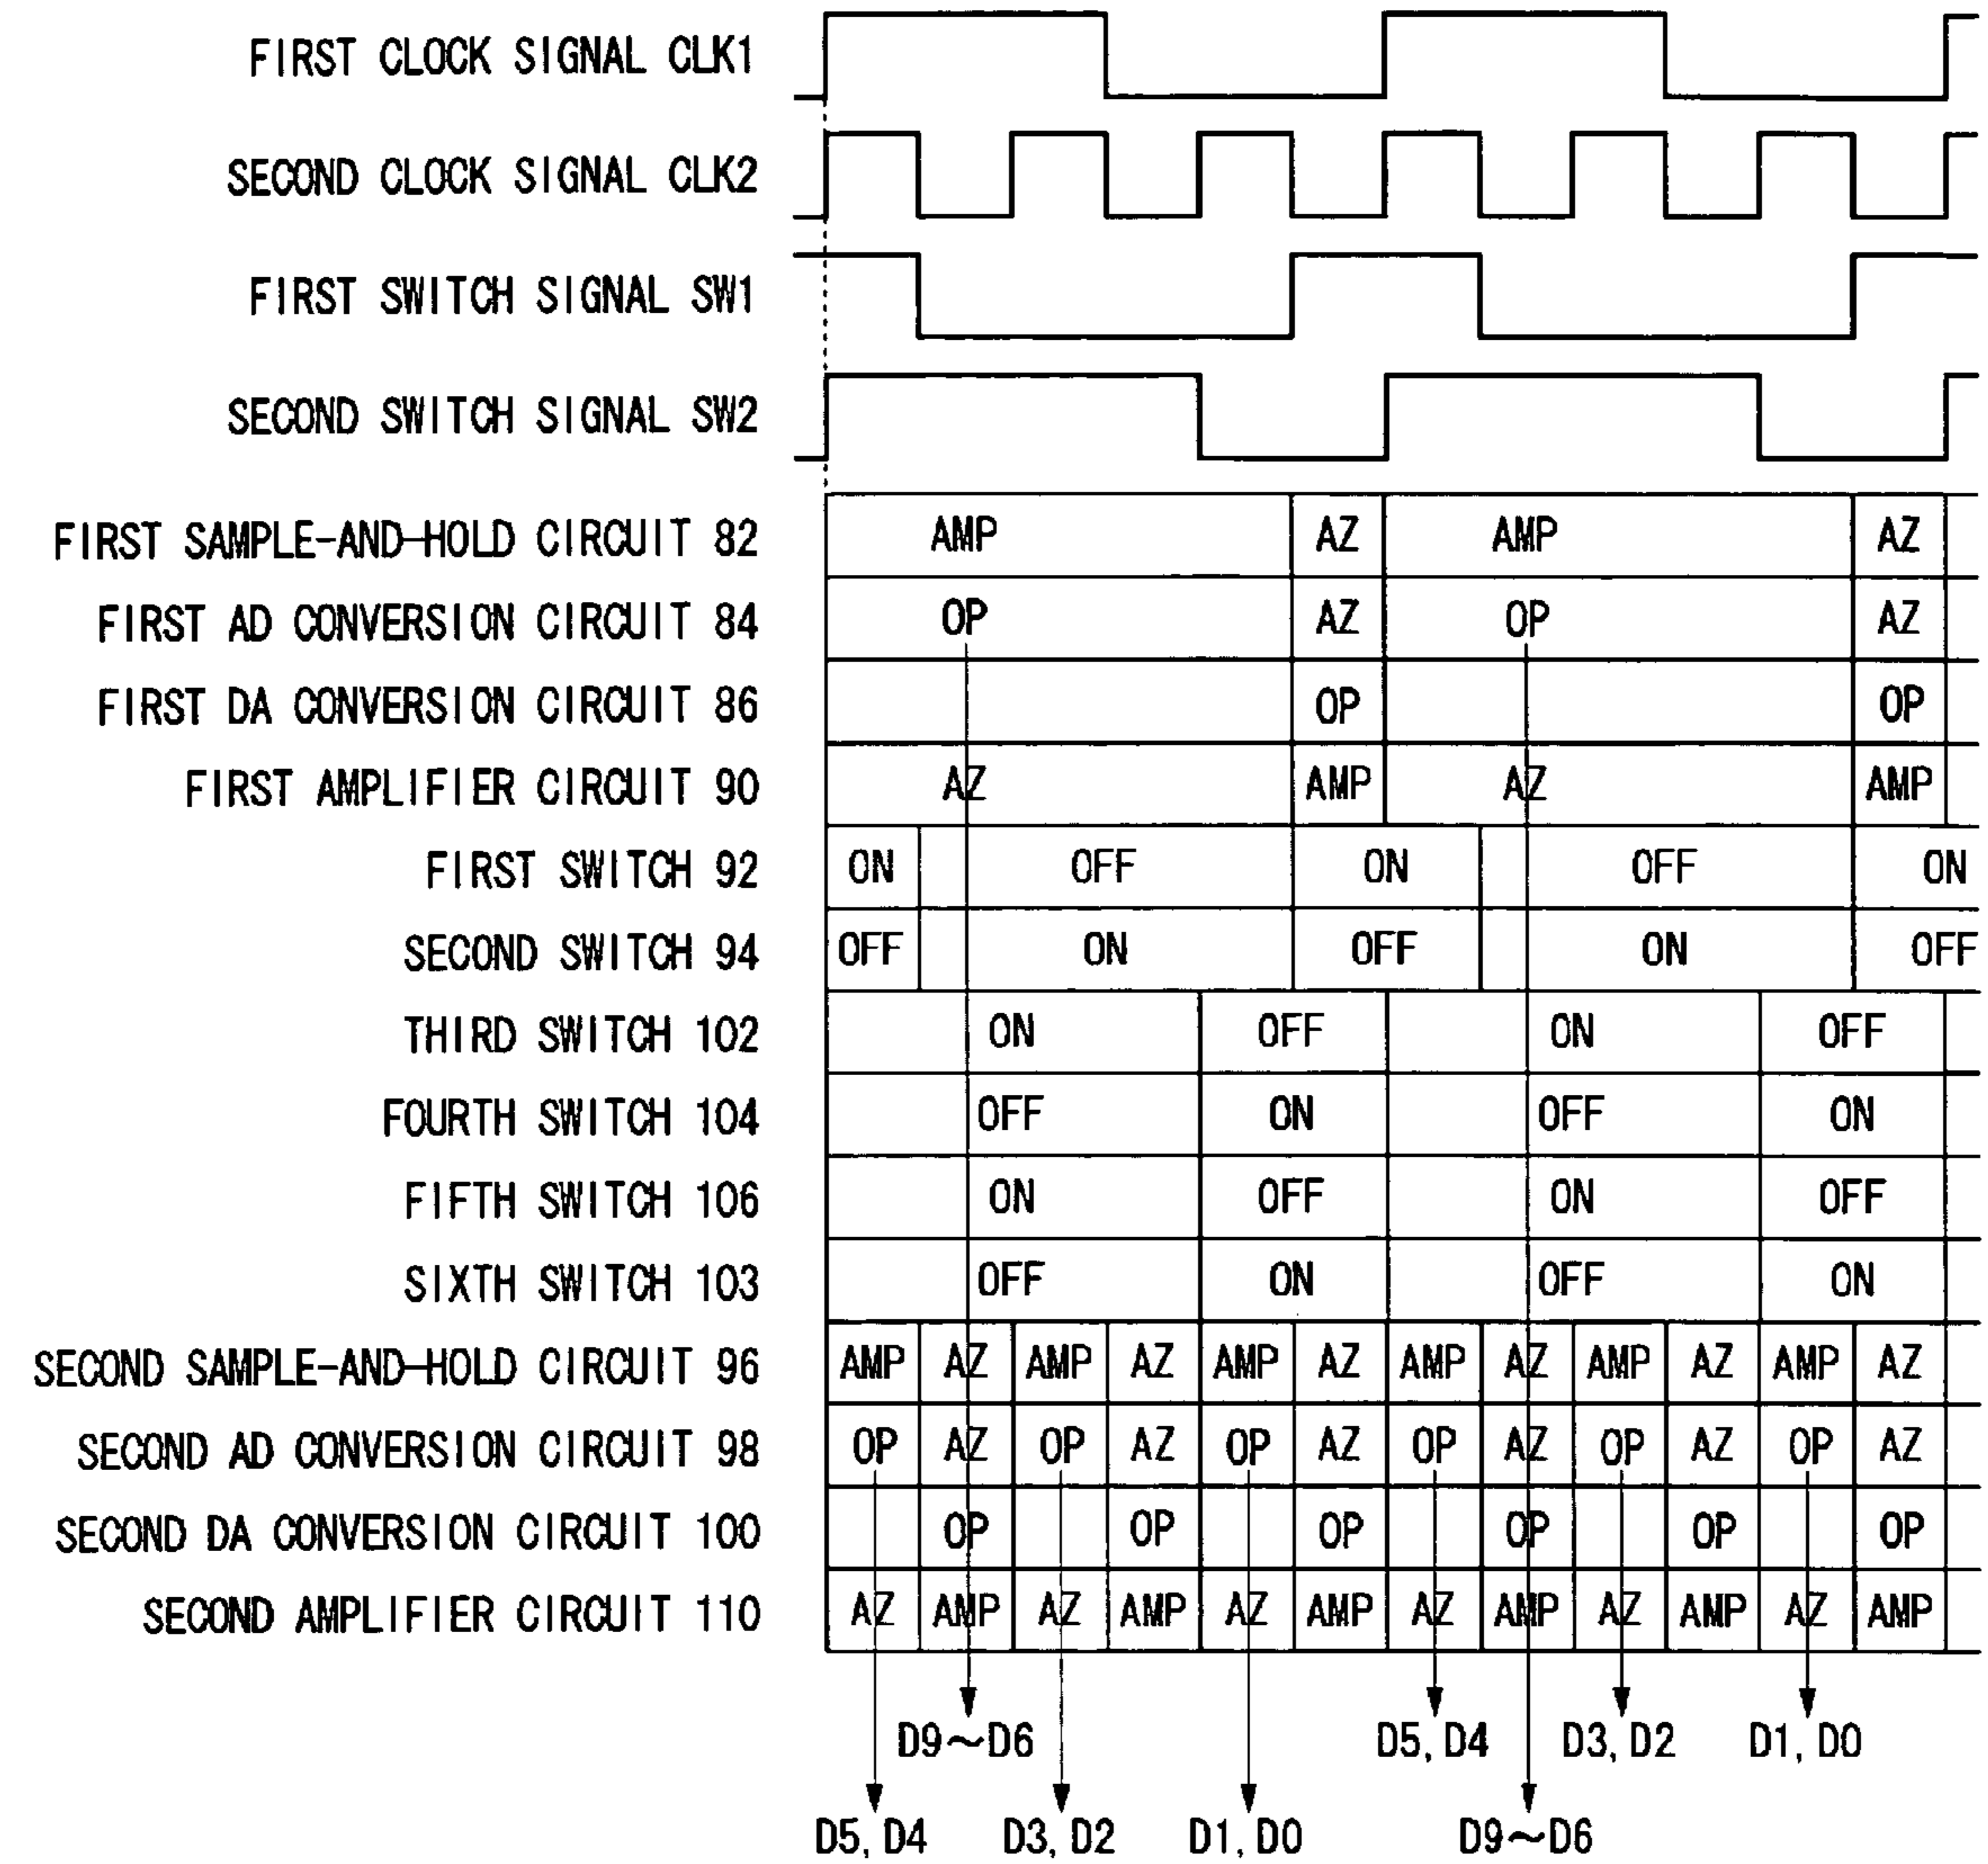 FIRST CLOCK SIGNAL CLK1
SECOND CLOCK SIGNAL CLK2
FIRST SWITCH SIGNAL SW1
SECOND SWITCH SIGNAL SW2
FIRST SAMPLE-AND-HOLD CIRCUIT 82 AMP AZ AMP AZ
FIRST AD CONVERSION CIRCUIT 84 OP AZ OP AZ
FIRST DA CONVERSION CIRCUIT 86 OP OP
FIRST AMPLIFIER CIRCUIT 90 AZ AMP AZ AMP
FIRST SWITCH 92 ON OFF ON OFF ON
SECOND SWITCH 94 OFF ON OFF ON OFF
THIRD SWITCH 102 ON OFF ON OFF
FOURTH SWITCH 104 OFF ON OFF ON
FIFTH SWITCH 106 ON OFF ON OFF
SIXTH SWITCH 103 OFF ON OFF ON
SECOND SAMPLE-AND-HOLD CIRCUIT 96 AMP AZ AMP AZ AMP AZ AMP AZ AMP AZ AMP AZ
SECOND AD CONVERSION CIRCUIT 98 OP AZ OP AZ OP AZ OP AZ OP AZ OP AZ
SECOND DA CONVERSION CIRCUIT 100 OP OP OP OP OP OP
SECOND AMPLIFIER CIRCUIT 110 AZ AMP AZ AMP AZ AMP AZ AMP AZ AMP AZ AMP
D9~D6 D5, D4 D3, D2 D1, D0
D5, D4 D3, D2 D1, D0 D9~D6